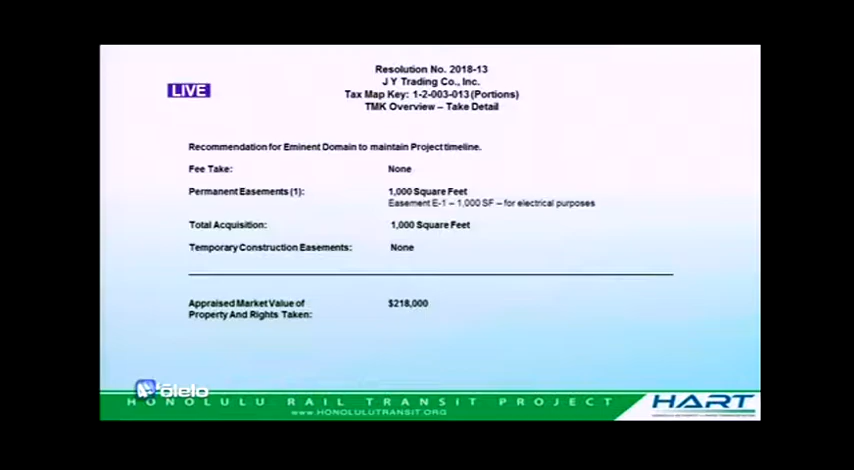 Resolution No. 2018-13
J Y Trading Co., Inc.
LIVE
Tax Map Key: 1-2-003-013 (Portions)
TMK Overview – Take Detail
Recommendation for Eminent Domain to maintain Project timeline.
Fee Take: None
Permanent Easements (1): 1,000 Square Feet
Easement E-1 – 1,000 SF – for electrical purposes
Total Acquisition: 1,000 Square Feet
Temporary Construction Easements: None
Appraised Market Value of $218,000
Property And Rights Taken:
'ōlelo
HONOLULU RAIL TRANSIT PROJECT
www.HONOLULUTRANSIT.ORG
HART